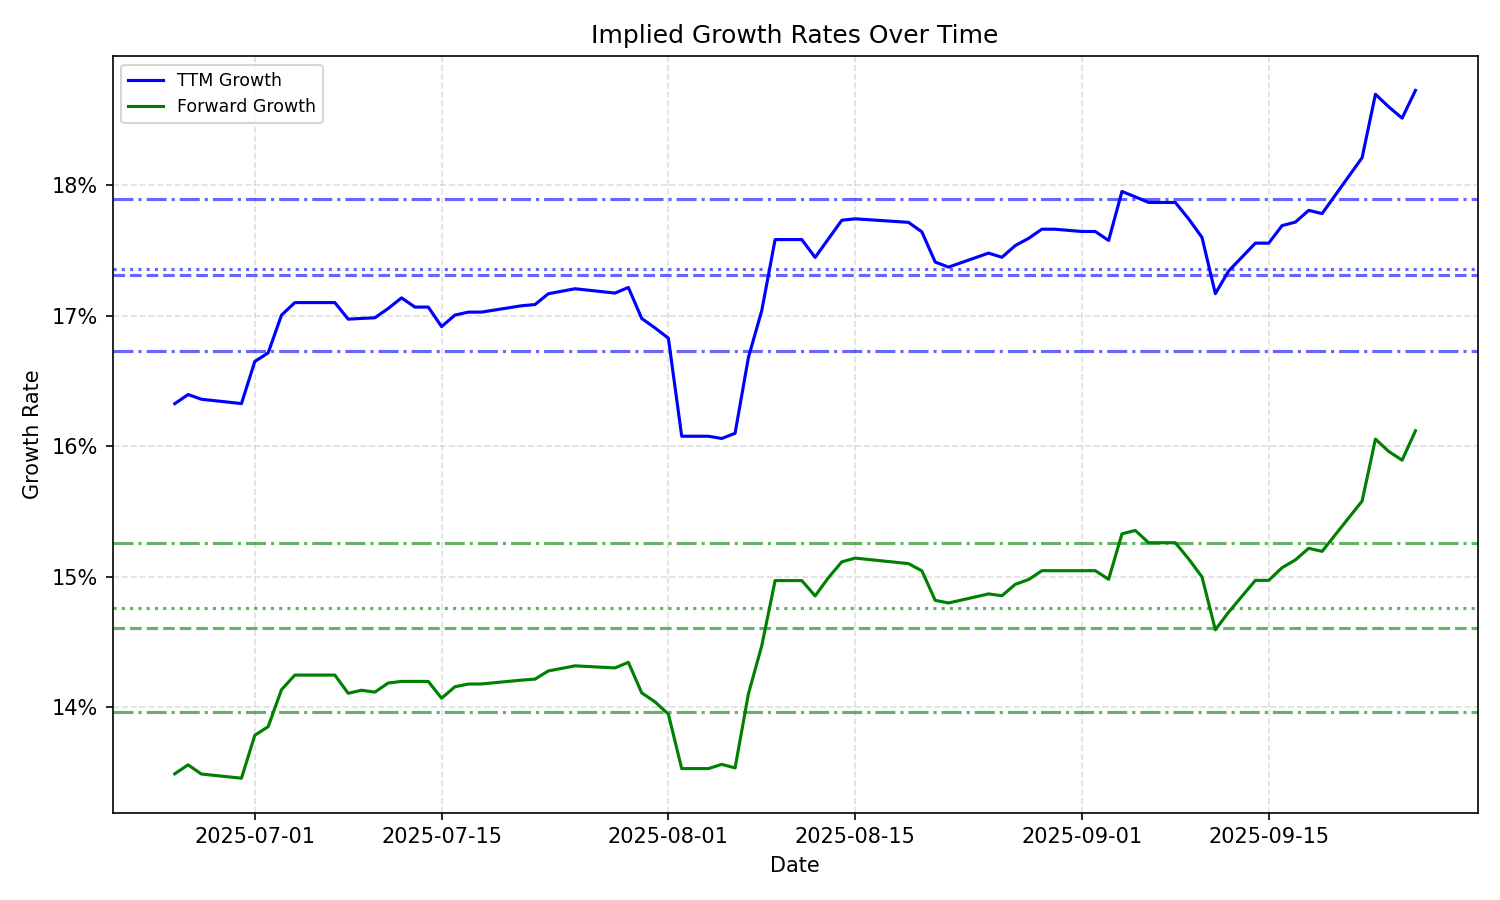 Implied Growth Rates Over Time
TTM Growth
Forward Growth
18%
17%
16%
15%
14%
Growth Rate
2025-07-01
2025-07-15
2025-08-01
2025-08-15
2025-09-01
2025-09-15
Date